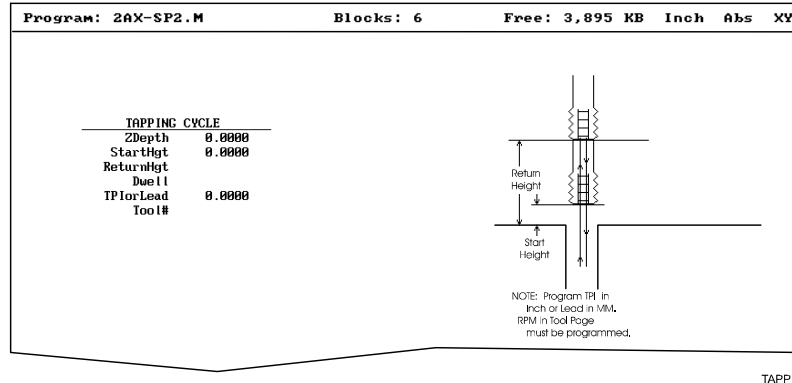 Program: 2AX-SP2.M Blocks: 6 Free: 3,895 KB Inch Abs XY
TAPPING CYCLE
ZDepth 0.0000
StartHgt 0.0000
ReturnHgt
Dwell
TPIorLead 0.0000
Tool#
Return
Height
Start
Height
NOTE: Program TPI in
Inch or Lead in MM.
RPM in Tool Page
must be programmed.
TAPP